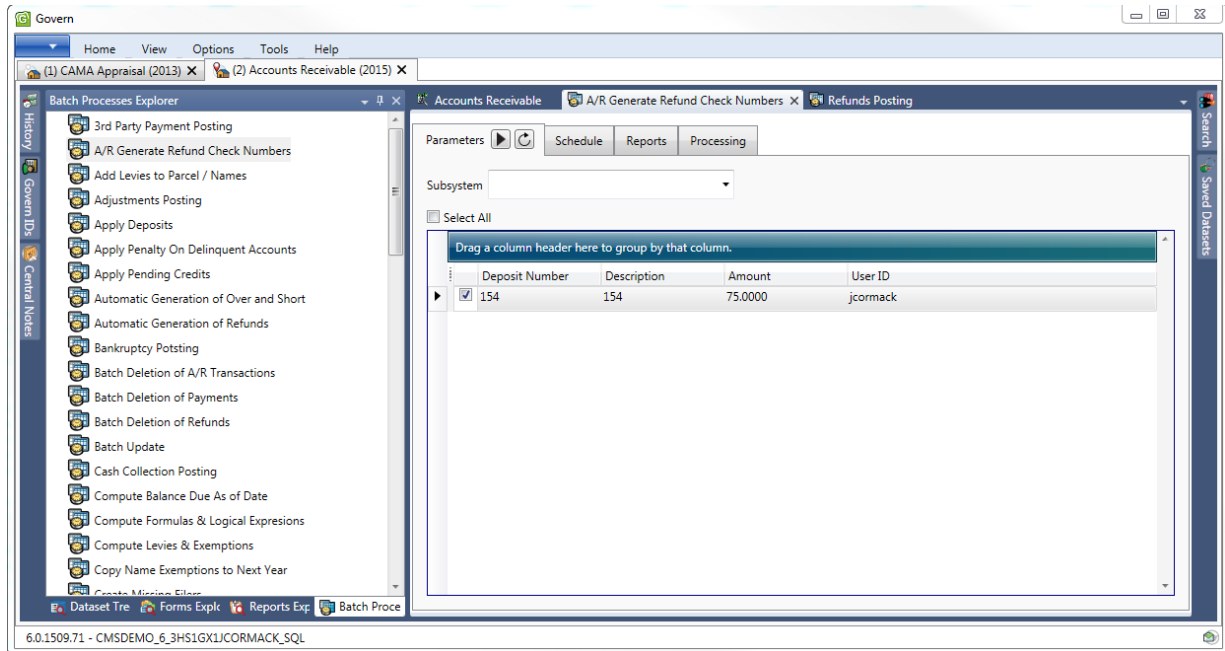 Govern
Home View Options Tools Help
(1) CAMA Appraisal (2013) X (2) Accounts Receivable (2015) X
History
Govern IDs
Central Notes
Batch Processes Explorer
3rd Party Payment Posting
A/R Generate Refund Check Numbers
Add Levies to Parcel / Names
Adjustments Posting
Apply Deposits
Apply Penalty On Delinquent Accounts
Apply Pending Credits
Automatic Generation of Over and Short
Automatic Generation of Refunds
Bankruptcy Potsting
Batch Deletion of A/R Transactions
Batch Deletion of Payments
Batch Deletion of Refunds
Batch Update
Cash Collection Posting
Compute Balance Due As of Date
Compute Formulas & Logical Expresions
Compute Levies & Exemptions
Copy Name Exemptions to Next Year
Create Missing Filers
Dataset Tre Forms Explc Reports Exp Batch Proce
Accounts Receivable A/R Generate Refund Check Numbers X Refunds Posting
Parameters Schedule Reports Processing
Subsystem
Select All
Drag a column header here to group by that column.
Deposit Number Description Amount User ID
154 154 75.0000 jcormack
Search
Saved Datasets
6.0.1509.71 - CMSDEMO_6_3HS1GX1JCORMACK_SQL